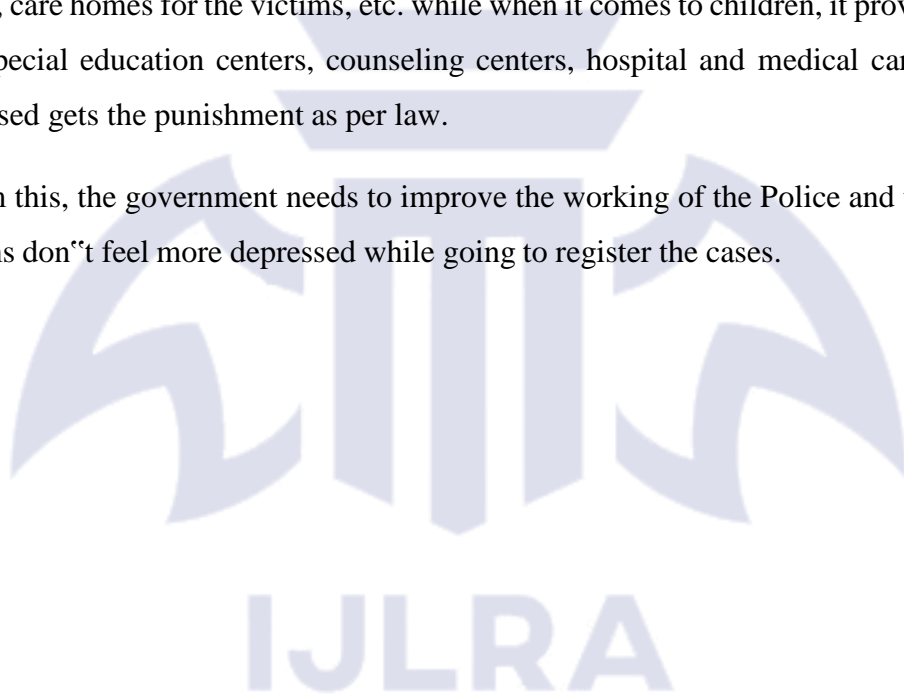 , care homes for the victims, etc. while when it comes to children, it prov
pecial education centers, counseling centers, hospital and medical car
sed gets the punishment as per law.
n this, the government needs to improve the working of the Police and
ns don‟t feel more depressed while going to register the cases.
IJLRA